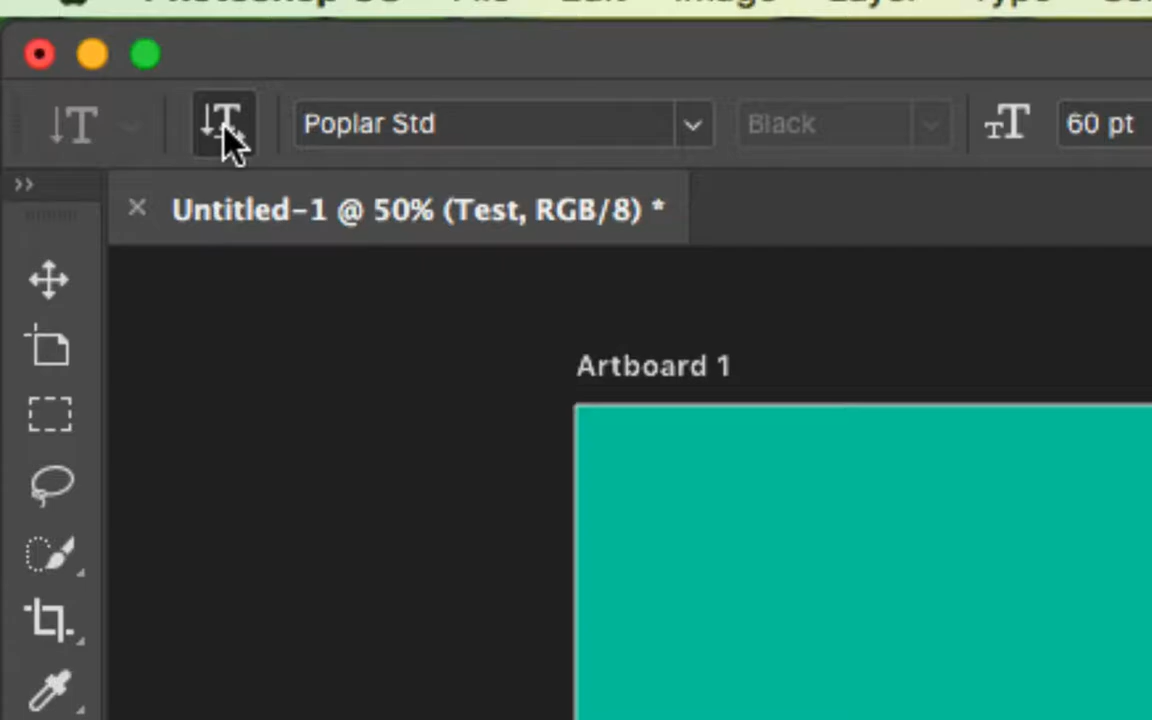 Poplar Std
Black
60 pt
Untitled-1 @ 50% (Test, RGB/8) *
Artboard 1